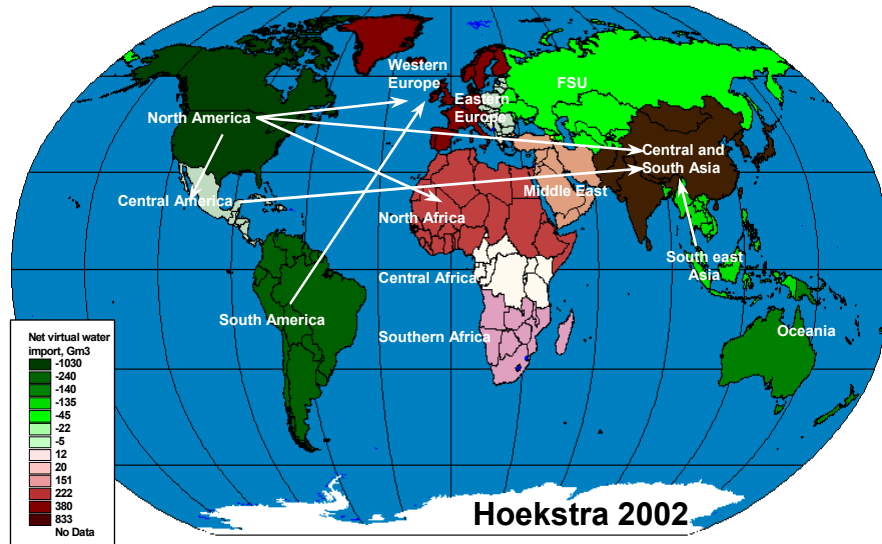 Western
Europe
FSU
Eastern
Europe
North America
Central and
South Asia
Central America
Middle East
North Africa
South east
Asia
Central Africa
South America
Southern Africa
Oceania
Net virtual water
import, Gm3
-1030
-240
-140
-135
-45
-22
-5
12
20
151
222
380
833
No Data
Hoekstra 2002